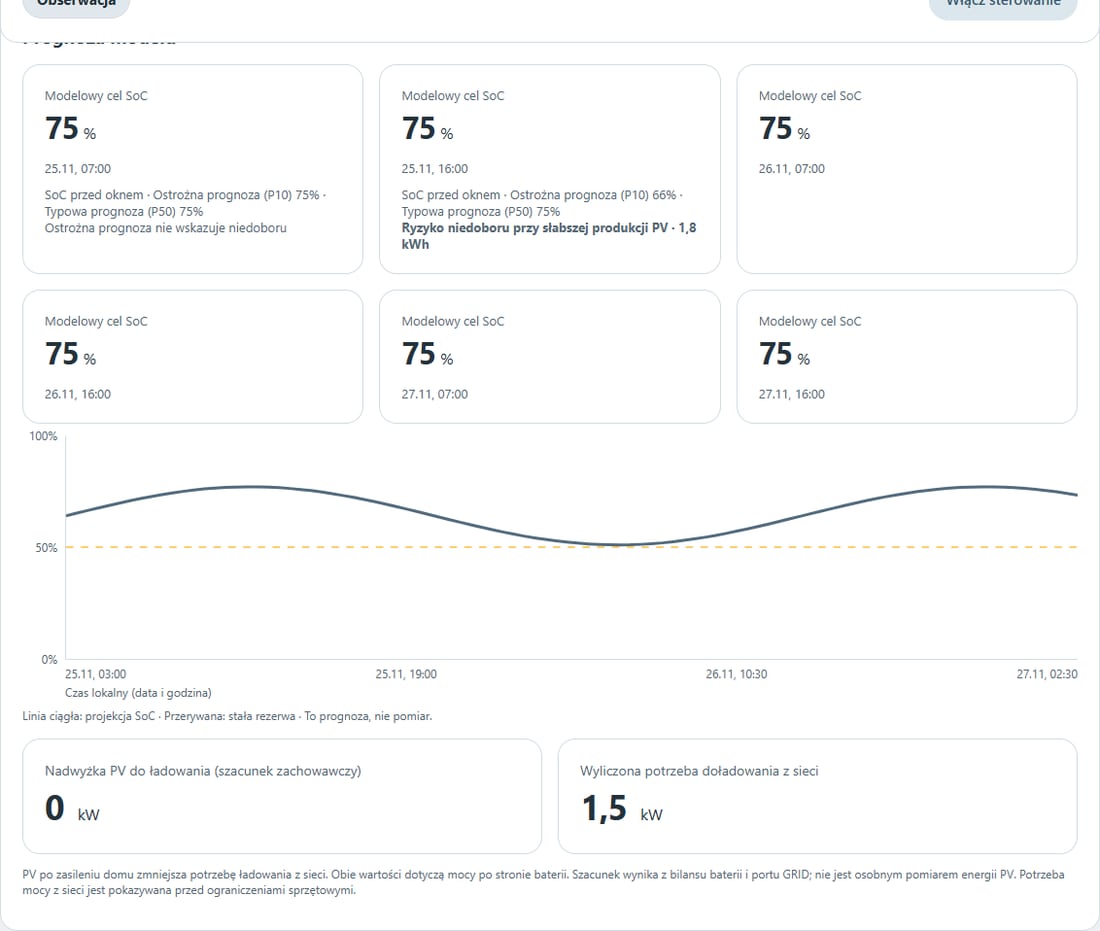 Obserwacja
Włącz sterowanie
Prognoza modelu
Modelowy cel SoC
75 %
25.11, 07:00
SoC przed oknem · Ostrożna prognoza (P10) 75% ·
Typowa prognoza (P50) 75%
Ostrożna prognoza nie wskazuje niedoboru
Modelowy cel SoC
75 %
25.11, 16:00
SoC przed oknem · Ostrożna prognoza (P10) 66% ·
Typowa prognoza (P50) 75%
Ryzyko niedoboru przy słabszej produkcji PV · 1,8
kWh
Modelowy cel SoC
75 %
26.11, 07:00
Modelowy cel SoC
75 %
26.11, 16:00
Modelowy cel SoC
75 %
27.11, 07:00
Modelowy cel SoC
75 %
27.11, 16:00
100%
50%
0%
25.11, 03:00
25.11, 19:00
26.11, 10:30
27.11, 02:30
Czas lokalny (data i godzina)
Linia ciągła: projekcja SoC · Przerywana: stała rezerwa · To prognoza, nie pomiar.
Nadwyżka PV do ładowania (szacunek zachowawczy)
0 kW
Wyliczona potrzeba doładowania z sieci
1,5 kW
PV po zasileniu domu zmniejsza potrzebę ładowania z sieci. Obie wartości dotyczą mocy po stronie baterii. Szacunek wynika z bilansu baterii i portu GRID; nie jest osobnym pomiarem energii PV. Potrzeba
mocy z sieci jest pokazywana przed ograniczeniami sprzętowymi.